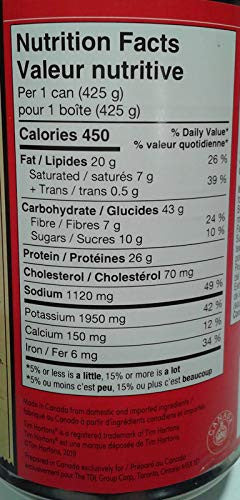 Nutrition Facts
Valeur nutritive
Per 1 can (425 g)
pour 1 boîte (425 g)
Calories 450
% Daily Value*
% valeur quotidienne*
Fat / Lipides 20 g 26 %
Saturated / saturés 7 g
+ Trans / trans 0.5 g 39 %
Carbohydrate / Glucides 43 g
Fibre / Fibres 7 g 24 %
Sugars / Sucres 10 g 10 %
Protein / Protéines 26 g
Cholesterol / Cholestérol 70 mg
Sodium 1120 mg 49 %
Potassium 1950 mg 42 %
Calcium 150 mg 12 %
Iron / Fer 6 mg 34 %
*5% or less is a little, 15% or more is a lot
*5% ou moins c'est peu, 15% ou plus c'est beaucoup
Made in Canada from domestic and imported ingredients /
fabriqué au Canada à partir d'ingrédients canadiens et importés.
Tim Hortons® is a registered trademark of Tim Hortons.
Tim Hortons® est une marque déposée de Tim Hortons.
Tim Hortons, 2019
Prepared in Canada exclusively for / Préparé au Canada
exclusivement pour The TDL Group Corp., Toronto, Ontario
CANADA